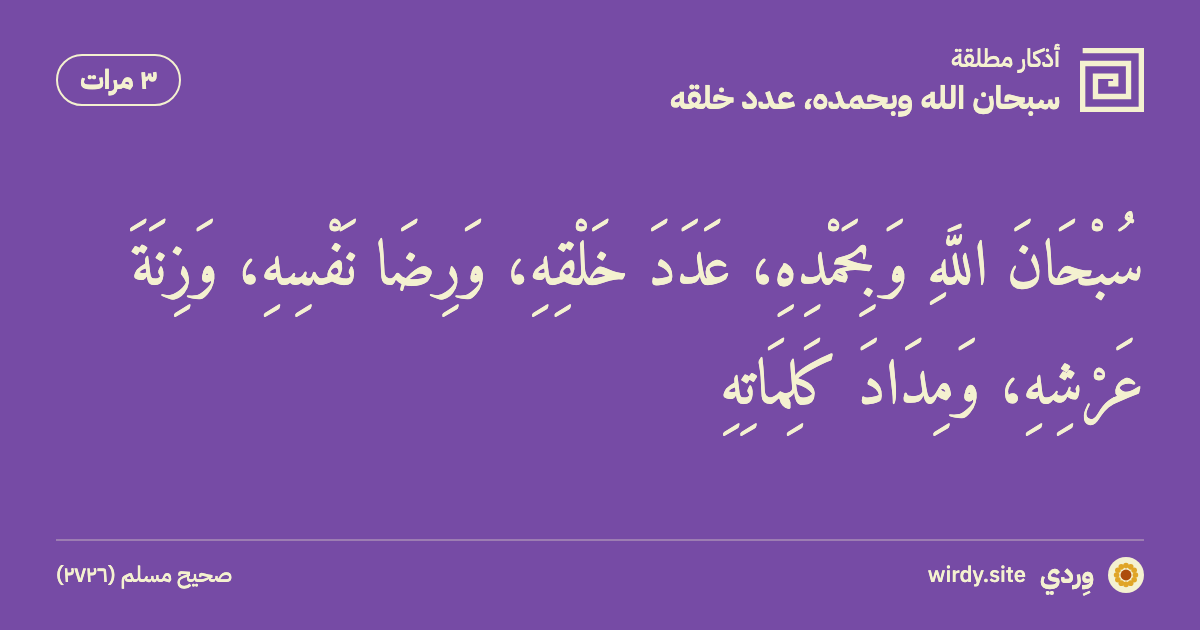 أذكار مطلقة
سبحان الله وبحمده، عدد خلقه
٣ مرات
سُبْحَانَ اللَّهِ وَبِحَمْدِهِ، عَدَدَ خَلْقِهِ، وَرِضَا نَفْسِهِ، وَزِنَةَ
عَرْشِهِ، وَمِدَادَ كَلِمَاتِهِ
وِردي wirdy.site
صحيح مسلم (٢٧٢٦)